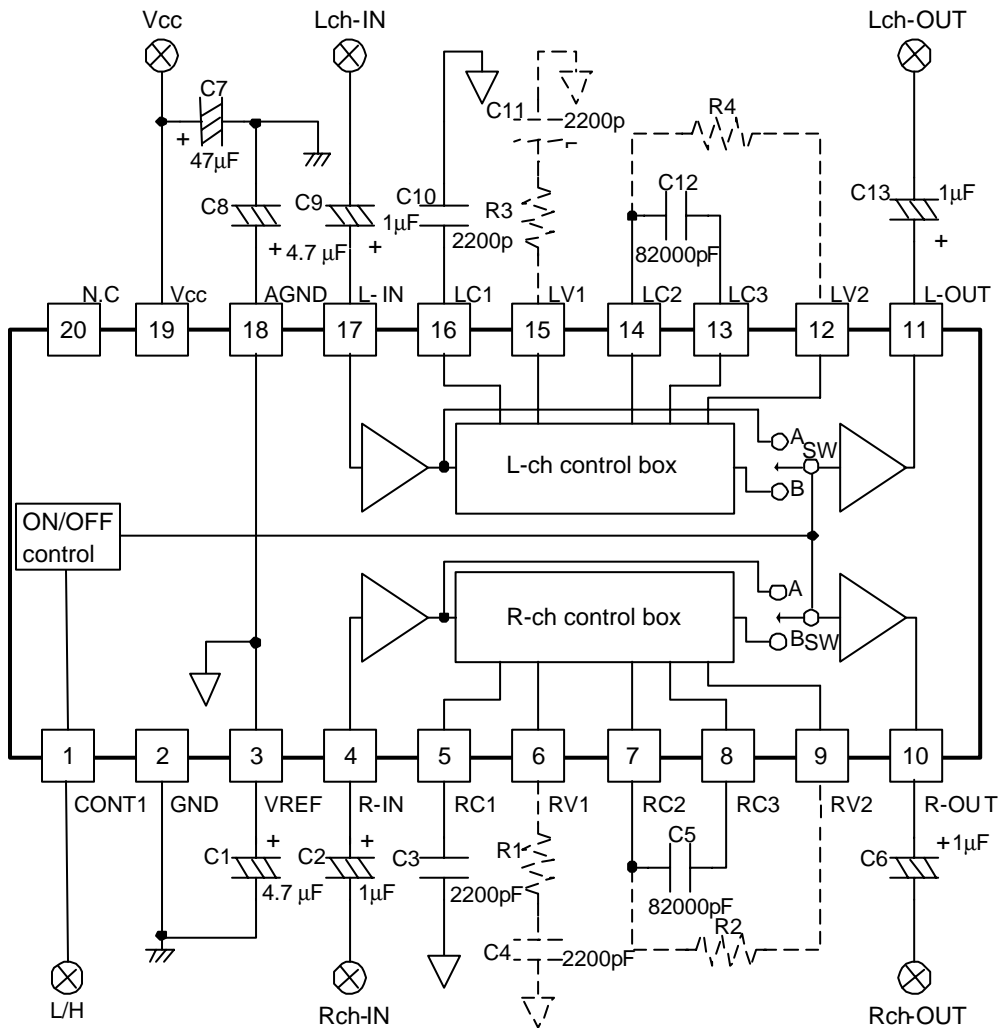 Vcc Lch-IN Lch-OUT
C7
+
47µF
C11 2200p
R4
C8
+
4.7 µF
C9
1µF
+
C10
2200p
R3
C12
82000pF
C13
1µF
+
N.C Vcc AGND L-IN LC1 LV1 LC2 LC3 LV2 L-OUT
20 19 18 17 16 15 14 13 12 11
L-ch control box
A
SW
B
ON/OFF
control
R-ch control box
A
B
SW
1 2 3 4 5 6 7 8 9 10
CONT1 GND VREF R-IN RC1 RV1 RC2 RC3 RV2 R-OUT
C1
+
4.7 µF
C2
+
1µF
C3
2200pF
R1
C4
2200pF
C5
82000pF
R2
C6
+1µF
L/H Rch-IN Rch-OUT